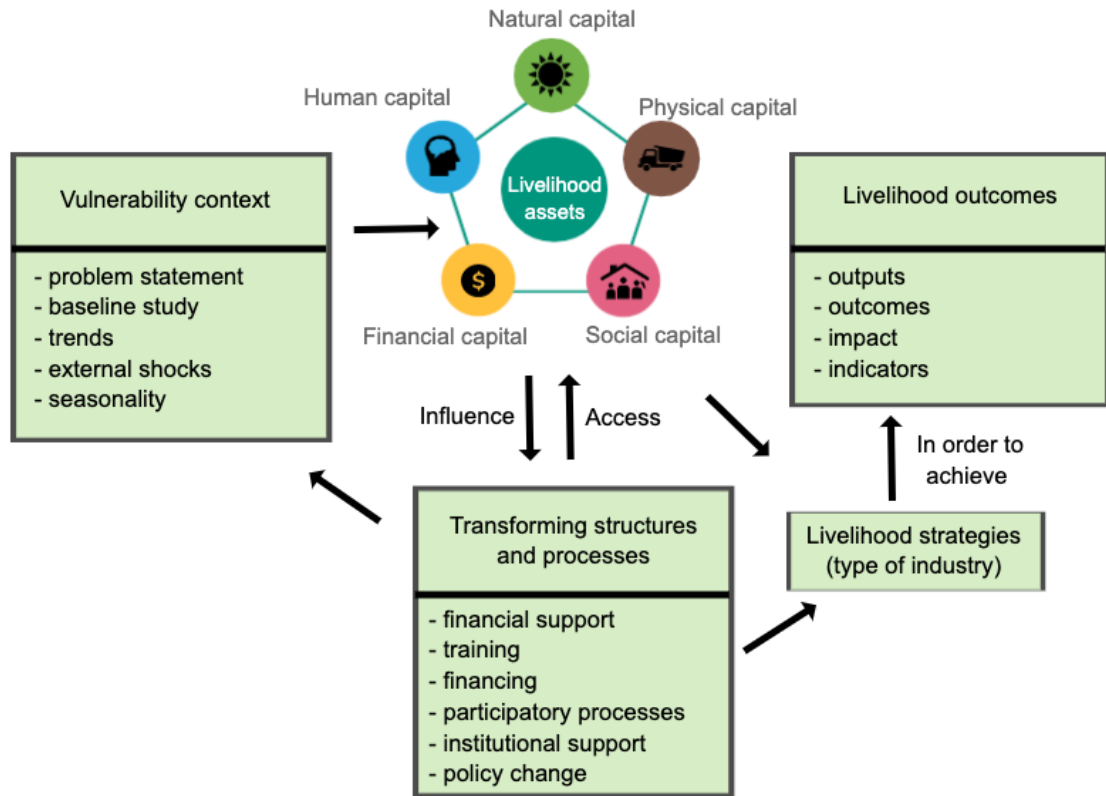 Natural capital
Human capital
Physical capital
Livelihood
assets
Financial capital
Social capital
Vulnerability context
- problem statement
- baseline study
- trends
- external shocks
- seasonality
Livelihood outcomes
- outputs
- outcomes
- impact
- indicators
Influence
Access
In order to
achieve
Transforming structures
and processes
- financial support
- training
- financing
- participatory processes
- institutional support
- policy change
Livelihood strategies
(type of industry)
$